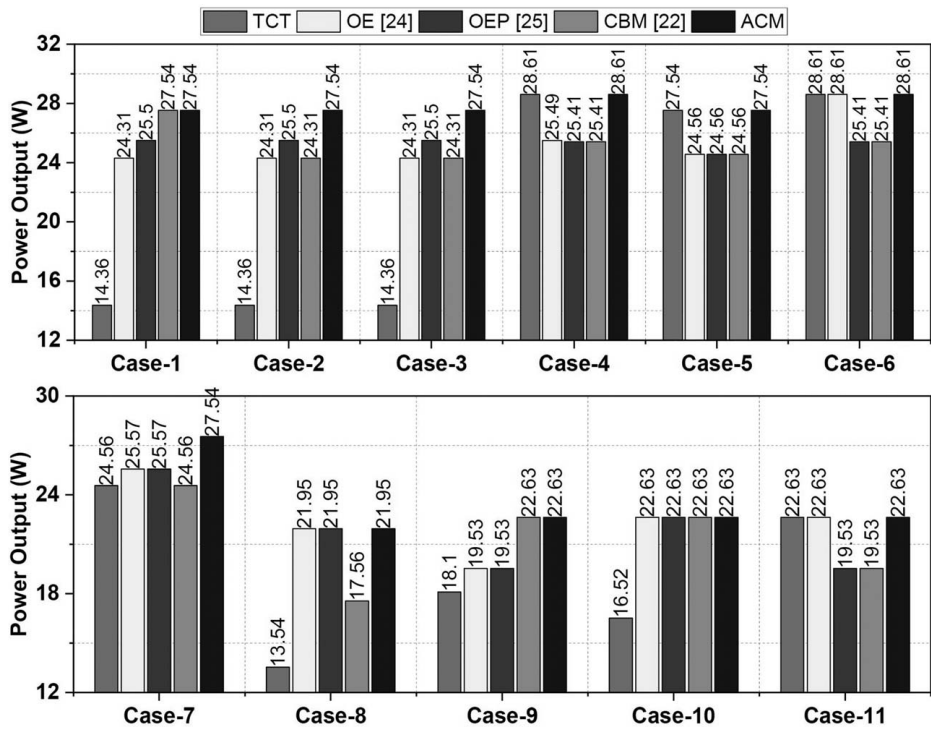 TCT OE [24] OEP [25] CBM [22] ACM
Power Output (W)
32
28
24
20
16
12
14.36 24.31 25.5 27.54 27.54
14.36 24.31 25.5 24.31 27.54
14.36 24.31 25.5 24.31 27.54
28.61 25.49 25.41 25.41 28.61
27.54 24.56 24.56 24.56 27.54
28.61 28.61 25.41 25.41 28.61
Case-1 Case-2 Case-3 Case-4 Case-5 Case-6
Power Output (W)
30
24
18
12
24.56 25.57 25.57 24.56 27.54
13.54 21.95 21.95 17.56 21.95
18.1 19.53 19.53 22.63 22.63
16.52 22.63 22.63 22.63 22.63
22.63 22.63 19.53 19.53 22.63
Case-7 Case-8 Case-9 Case-10 Case-11